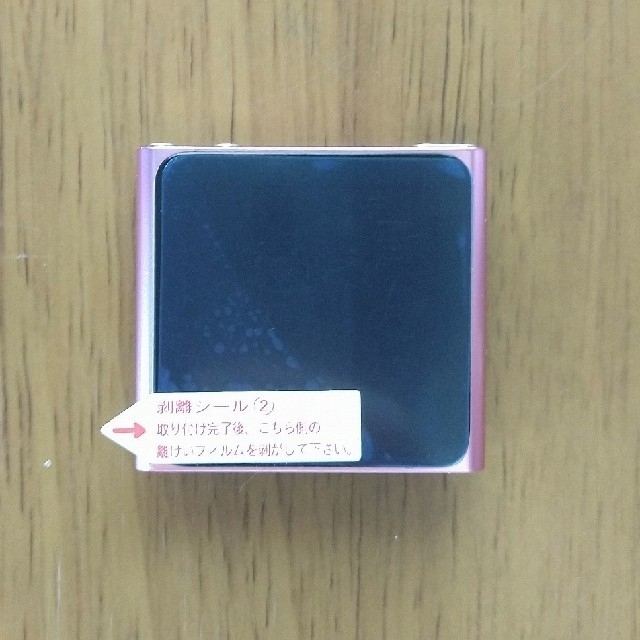 剥離シール(2)
取り付け完了後、こちら側の
離けいフィルムを剥がして下さい。